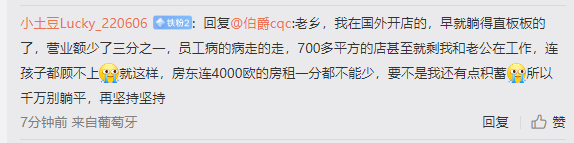 小土豆Lucky_220606 铁粉2：回复@伯爵cqc:老乡，我在国外开店的，早就躺得直板板的
了，营业额少了三分之一，员工病的病走的走，700多平方的店甚至就剩我和老公在工作，连
孩子都顾不上😭就这样，房东连4000欧的房租一分都不能少，要不是我还有点积蓄😭所以
千万别躺平，再坚持坚持
7分钟前 来自葡萄牙 回复 赞